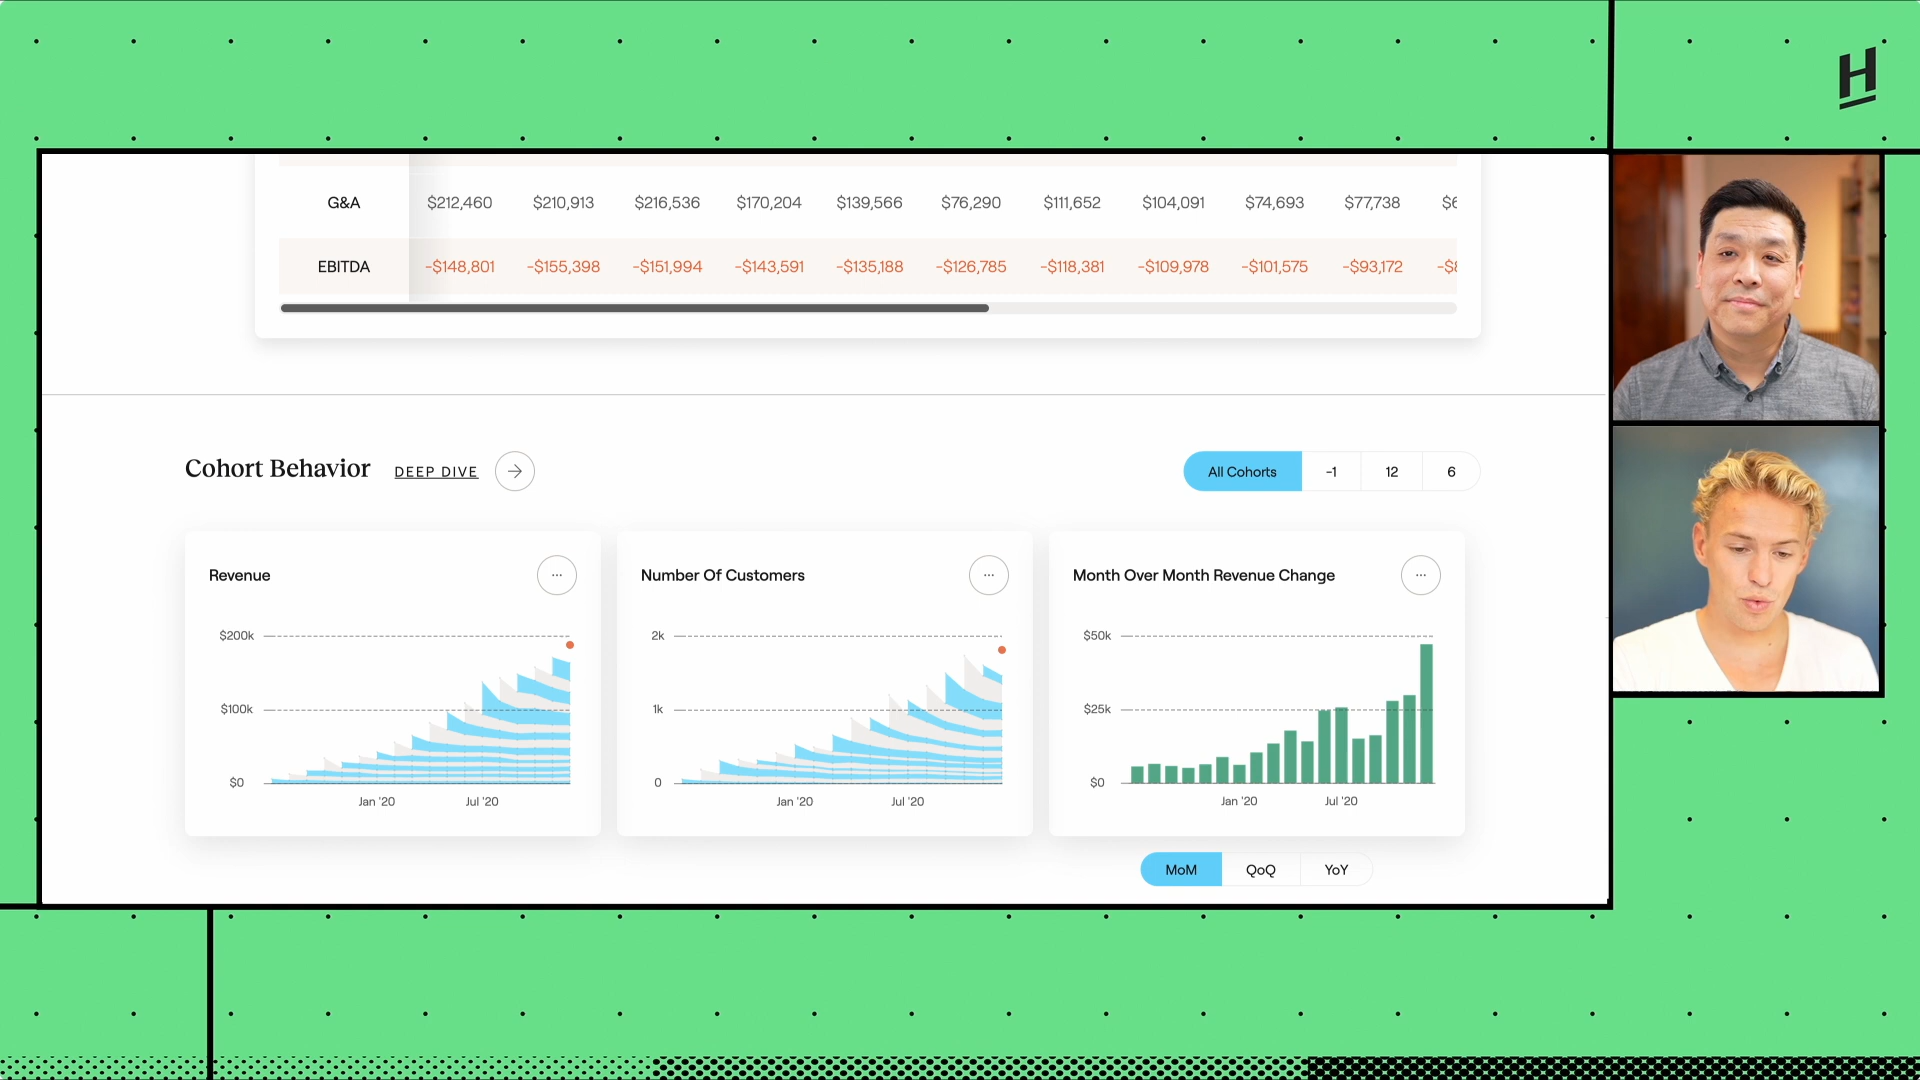 H
G&A $212,460 $210,913 $216,536 $170,204 $139,566 $76,290 $111,652 $104,091 $74,693 $77,738
EBITDA -$148,801 -$155,398 -$151,994 -$143,591 -$135,188 -$126,785 -$118,381 -$109,978 -$101,575 -$93,172
Cohort Behavior DEEP DIVE → All Cohorts -1 12 6
Revenue ...
$200k
$100k
$0
Jan '20 Jul '20
Number Of Customers ...
2k
1k
0
Jan '20 Jul '20
Month Over Month Revenue Change ...
$50k
$25k
$0
Jan '20 Jul '20
MoM QoQ YoY